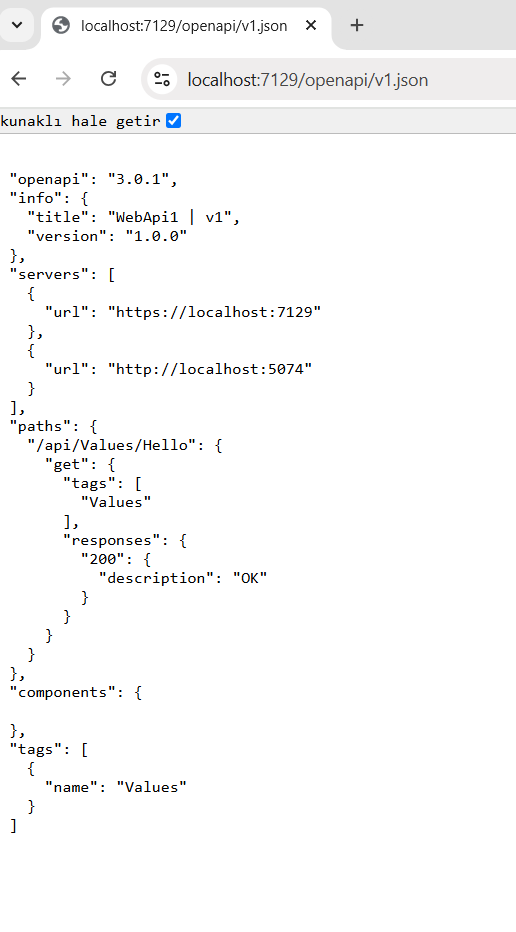 localhost:7129/openapi/v1.json
localhost:7129/openapi/v1.json
kunaklı hale getir
"openapi": "3.0.1",
"info": {
"title": "WebApi1 | v1",
"version": "1.0.0"
},
"servers": [
{
"url": "https://localhost:7129"
},
{
"url": "http://localhost:5074"
}
],
"paths": {
"/api/Values/Hello": {
"get": {
"tags": [
"Values"
],
"responses": {
"200": {
"description": "OK"
}
}
}
}
},
"components": {
},
"tags": [
{
"name": "Values"
}
]